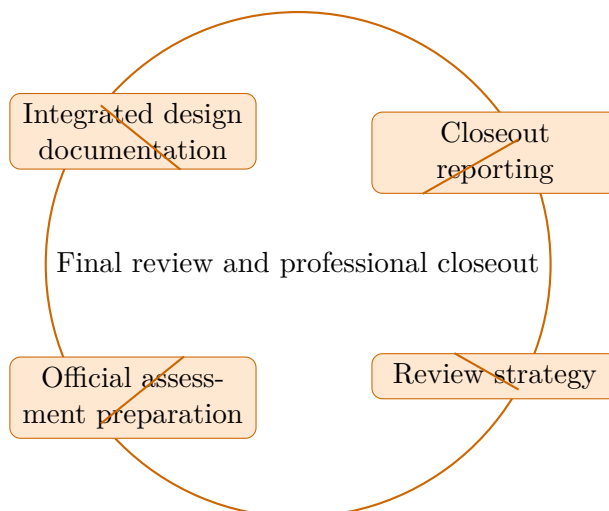 Integrated design
documentation
Closeout
reporting
Final review and professional closeout
Official assess-
ment preparation
Review strategy